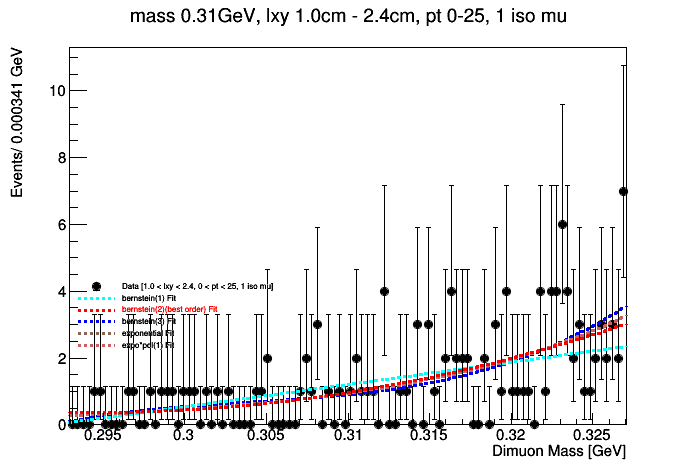 mass 0.31GeV, lxy 1.0cm - 2.4cm, pt 0-25, 1 iso mu
Events/ 0.000341 GeV
10
8
6
4
2
0
Data [1.0 < lxy < 2.4, 0 < pt < 25, 1 iso mu]
bernstein(1) Fit
bernstein(2)(best order) Fit
bernstein(3) Fit
exponential Fit
expo*pol(1) Fit
0.295 0.3 0.305 0.31 0.315 0.32 0.325
Dimuon Mass [GeV]